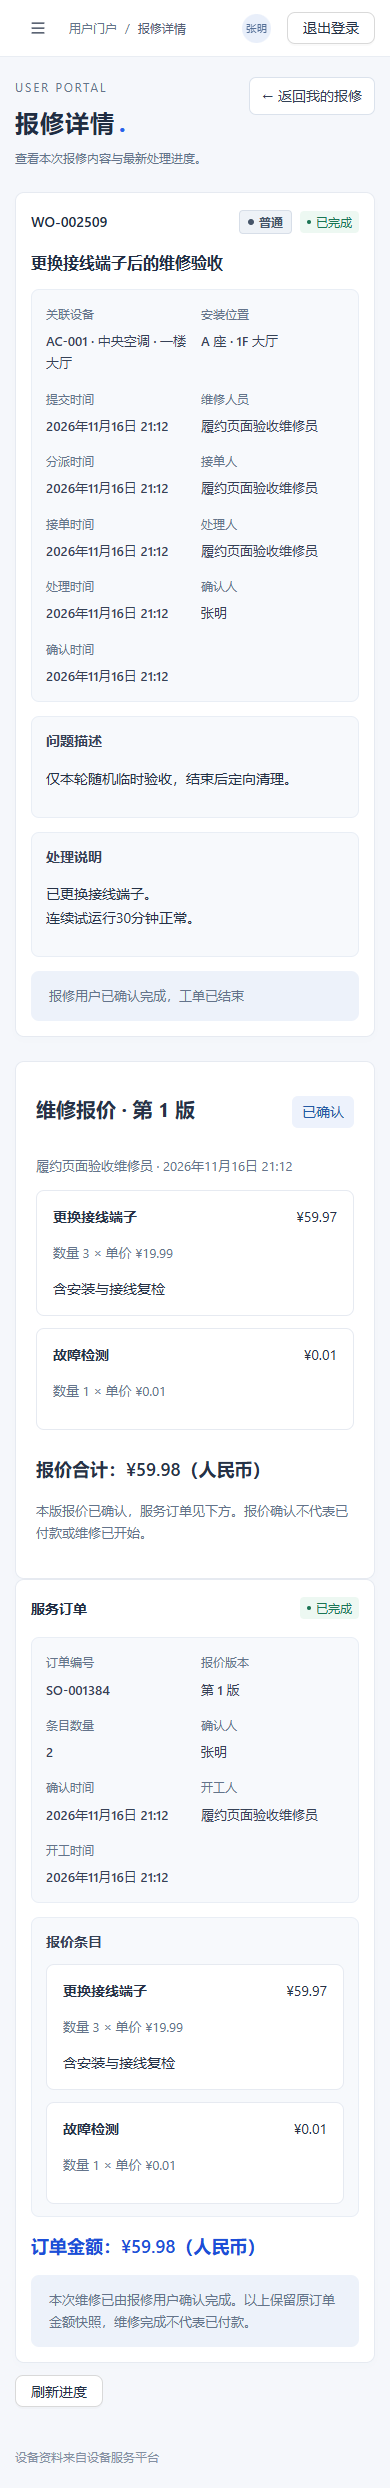 用户门户 / 报修详情 张明 退出登录
USER PORTAL
← 返回我的报修
报修详情.
查看本次报修内容与最新处理进度。
WO-002509 普通 已完成
更换接线端子后的维修验收
关联设备 安装位置
AC-001 · 中央空调 · 一楼 A 座 · 1F 大厅
大厅
提交时间 维修人员
2026年11月16日 21:12 履约页面验收维修员
分派时间 接单人
2026年11月16日 21:12 履约页面验收维修员
接单时间 处理人
2026年11月16日 21:12 履约页面验收维修员
处理时间 确认人
2026年11月16日 21:12 张明
确认时间
2026年11月16日 21:12
问题描述
仅本轮随机临时验收，结束后定向清理。
处理说明
已更换接线端子。
连续试运行30分钟正常。
报修用户已确认完成，工单已结束
维修报价 · 第 1 版 已确认
履约页面验收维修员 · 2026年11月16日 21:12
更换接线端子 ¥59.97
数量 3 × 单价 ¥19.99
含安装与接线复检
故障检测 ¥0.01
数量 1 × 单价 ¥0.01
报价合计：¥59.98（人民币）
本版报价已确认，服务订单见下方。报价确认不代表已
付款或维修已开始。
服务订单 已完成
订单编号 报价版本
SO-001384 第 1 版
条目数量 确认人
2 张明
确认时间 开工人
2026年11月16日 21:12 履约页面验收维修员
开工时间
2026年11月16日 21:12
报价条目
更换接线端子 ¥59.97
数量 3 × 单价 ¥19.99
含安装与接线复检
故障检测 ¥0.01
数量 1 × 单价 ¥0.01
订单金额：¥59.98（人民币）
本次维修已由报修用户确认完成。以上保留原订单
金额快照，维修完成不代表已付款。
刷新进度
设备资料来自设备服务平台